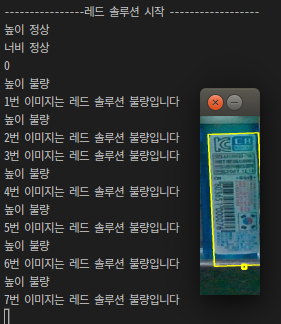 ----------------레드 솔루션 시작 ------------------
높이 정상
너비 정상
0
높이 불량
1번 이미지는 레드 솔루션 불량입니다
높이 불량
2번 이미지는 레드 솔루션 불량입니다
3번 이미지는 레드 솔루션 불량입니다
높이 불량
4번 이미지는 레드 솔루션 불량입니다
높이 불량
5번 이미지는 레드 솔루션 불량입니다
높이 불량
6번 이미지는 레드 솔루션 불량입니다
높이 불량
7번 이미지는 레드 솔루션 불량입니다